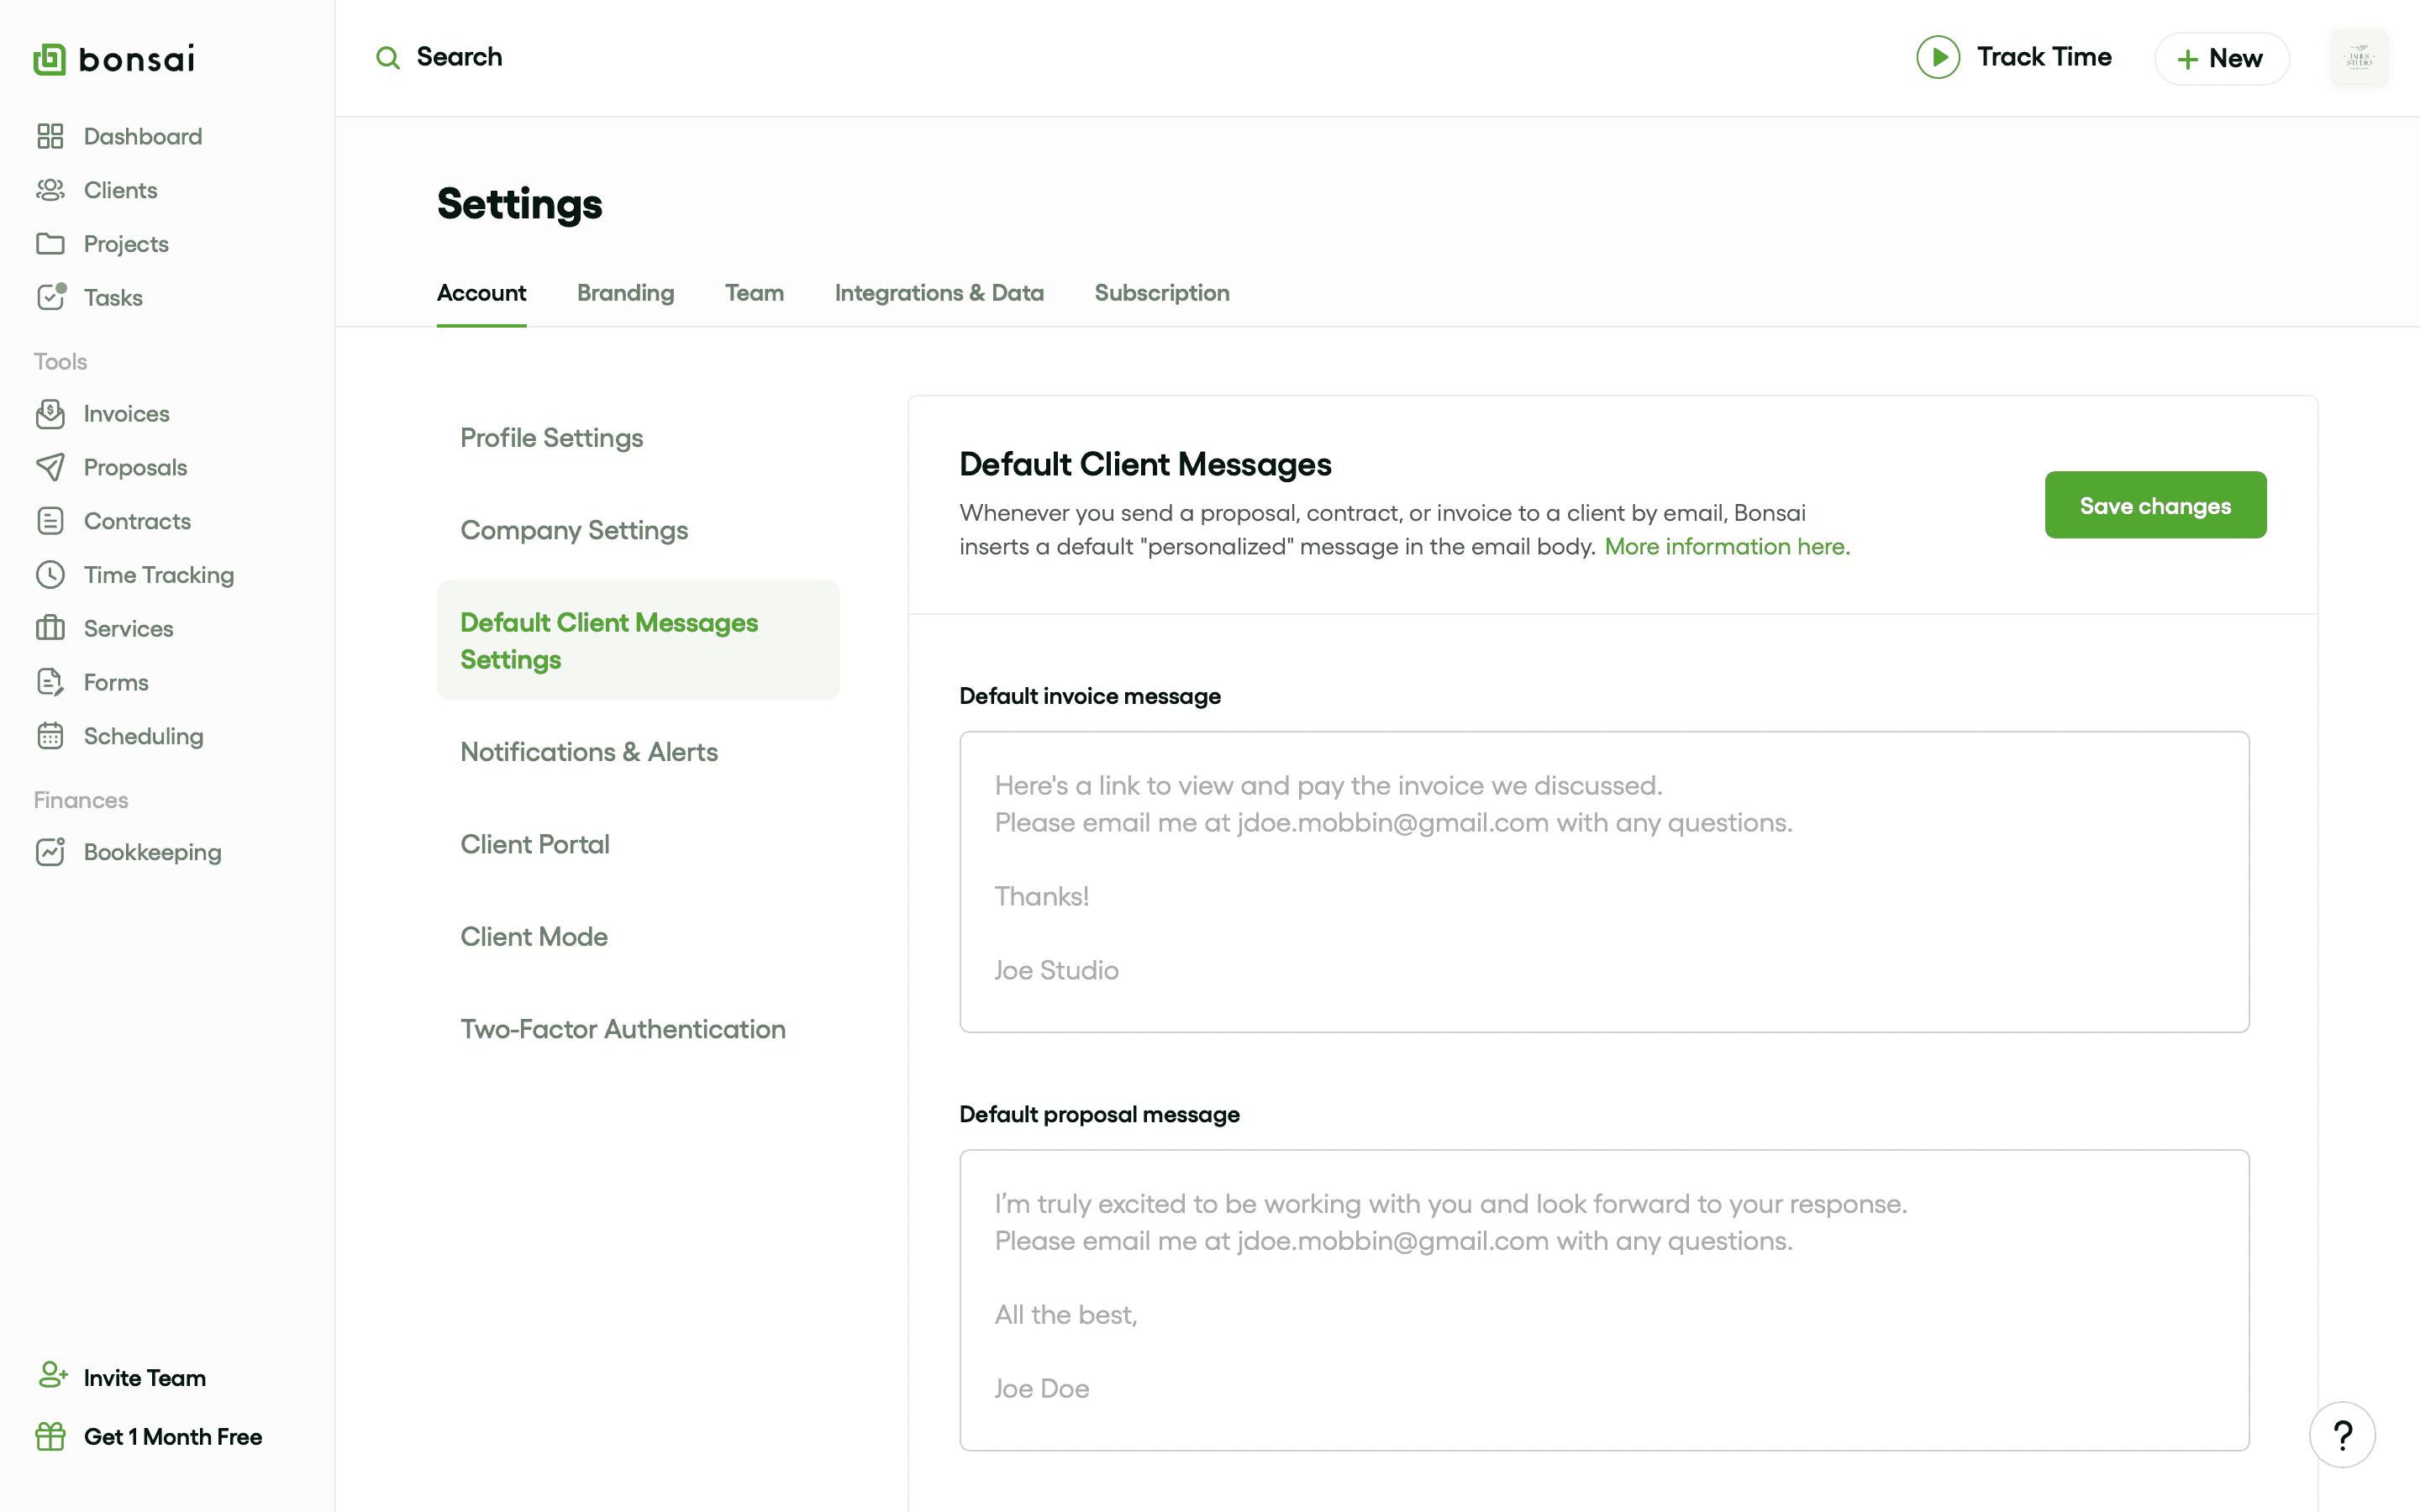 bonsai
Search
Track Time
New
JADES
STUDIO
Dashboard
Clients
Projects
Tasks
Tools
Invoices
Proposals
Contracts
Time Tracking
Services
Forms
Scheduling
Finances
Bookkeeping
Invite Team
Get 1 Month Free
Settings
Account
Branding
Team
Integrations & Data
Subscription
Profile Settings
Company Settings
Default Client Messages
Settings
Notifications & Alerts
Client Portal
Client Mode
Two-Factor Authentication
Default Client Messages
Whenever you send a proposal, contract, or invoice to a client by email, Bonsai
inserts a default "personalized" message in the email body. More information here.
Save changes
Default invoice message
Here's a link to view and pay the invoice we discussed.
Please email me at jdoe.mobbin@gmail.com with any questions.
Thanks!
Joe Studio
Default proposal message
I’m truly excited to be working with you and look forward to your response.
Please email me at jdoe.mobbin@gmail.com with any questions.
All the best,
Joe Doe
?